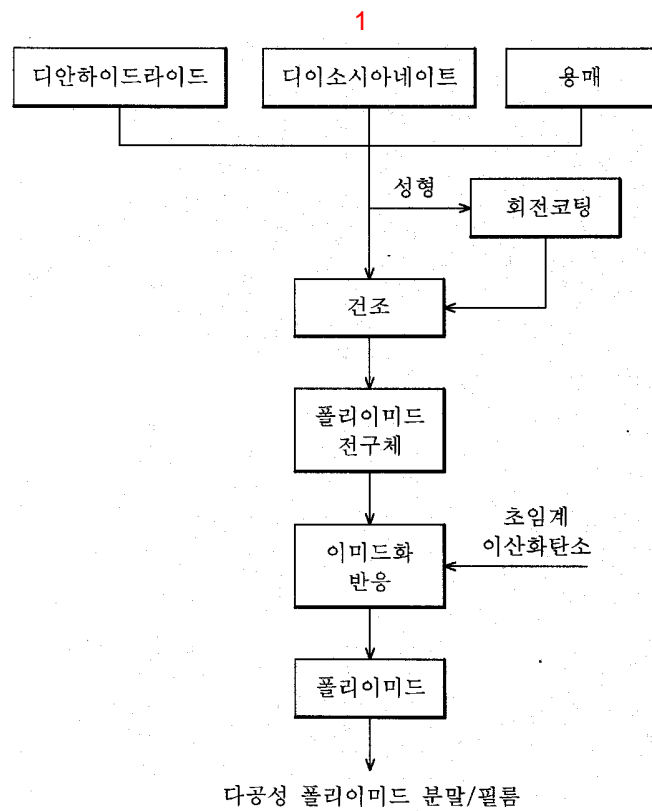 1
디안하이드라이드
디이소시아네이트
용매
성형
회전코팅
건조
폴리이미드
전구체
초임계
이산화탄소
이미드화
반응
폴리이미드
다공성 폴리이미드 분말/필름